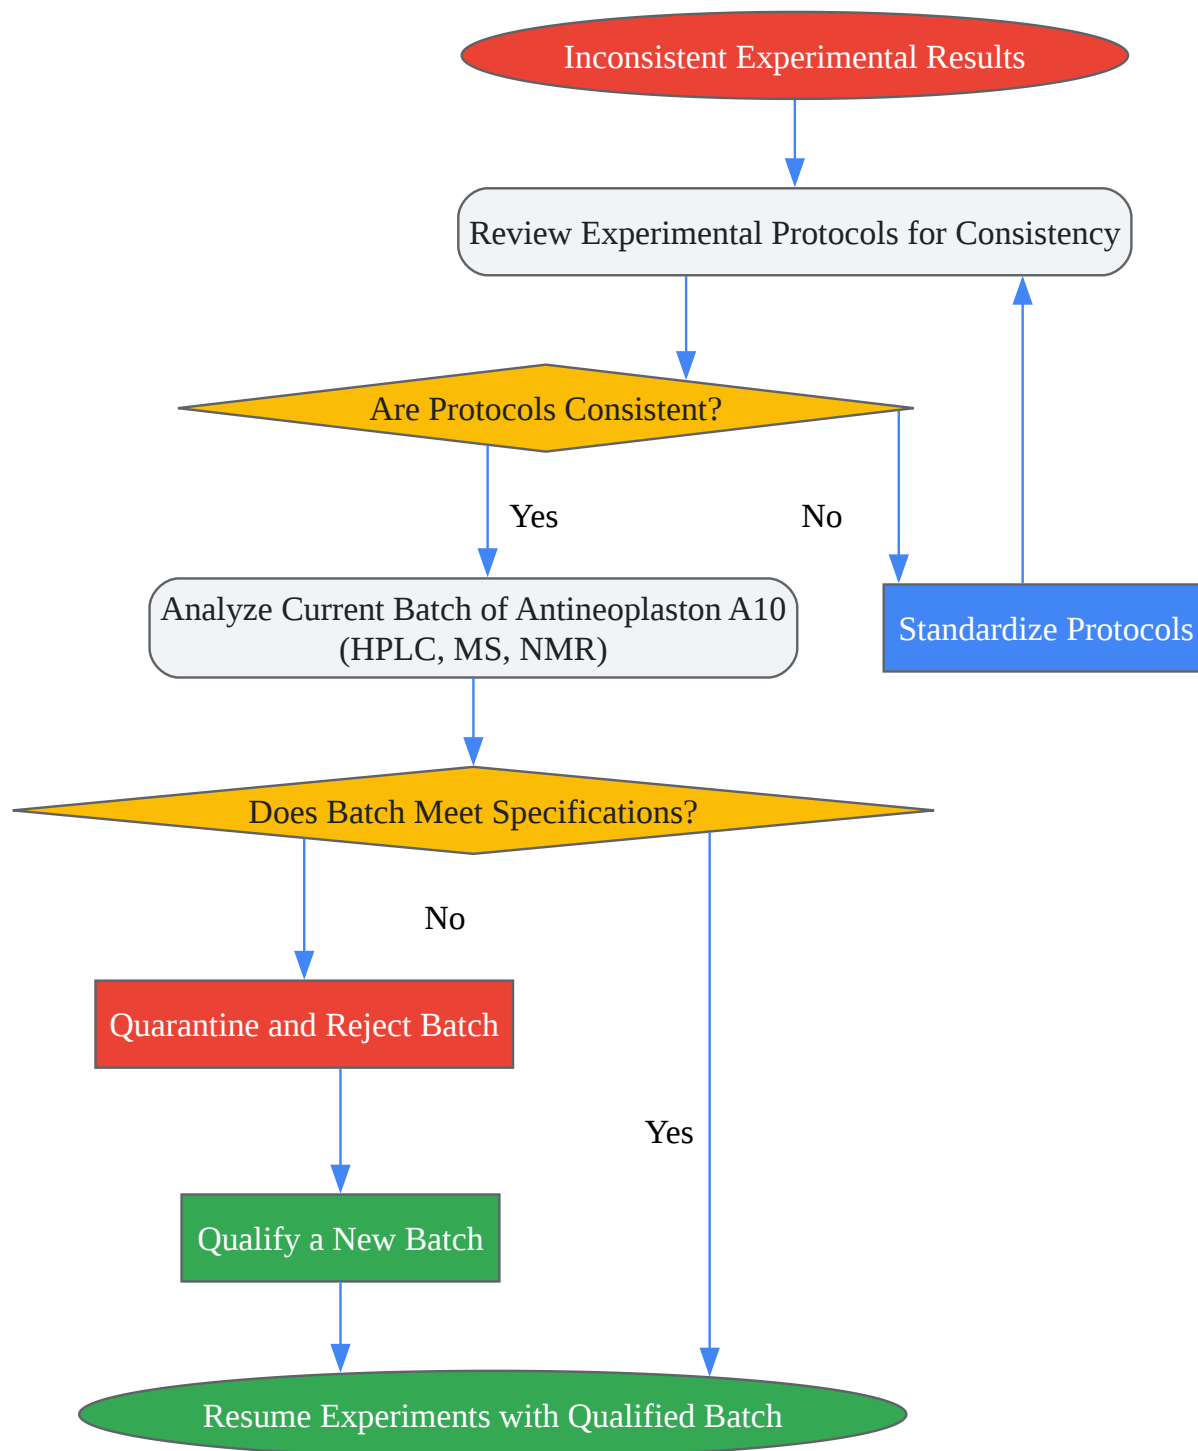 Inconsistent Experimental Results
Review Experimental Protocols for Consistency
Are Protocols Consistent?
Yes
No
Analyze Current Batch of Antineoplaston A10
(HPLC, MS, NMR)
Standardize Protocols
Does Batch Meet Specifications?
No
Quarantine and Reject Batch
Yes
Qualify a New Batch
Resume Experiments with Qualified Batch